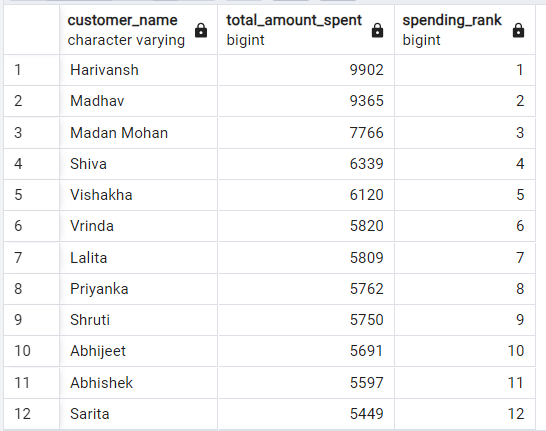 customer_name total_amount_spent spending_rank
character varying bigint bigint
1 Harivansh 9902 1
2 Madhav 9365 2
3 Madan Mohan 7766 3
4 Shiva 6339 4
5 Vishakha 6120 5
6 Vrinda 5820 6
7 Lalita 5809 7
8 Priyanka 5762 8
9 Shruti 5750 9
10 Abhijeet 5691 10
11 Abhishek 5597 11
12 Sarita 5449 12